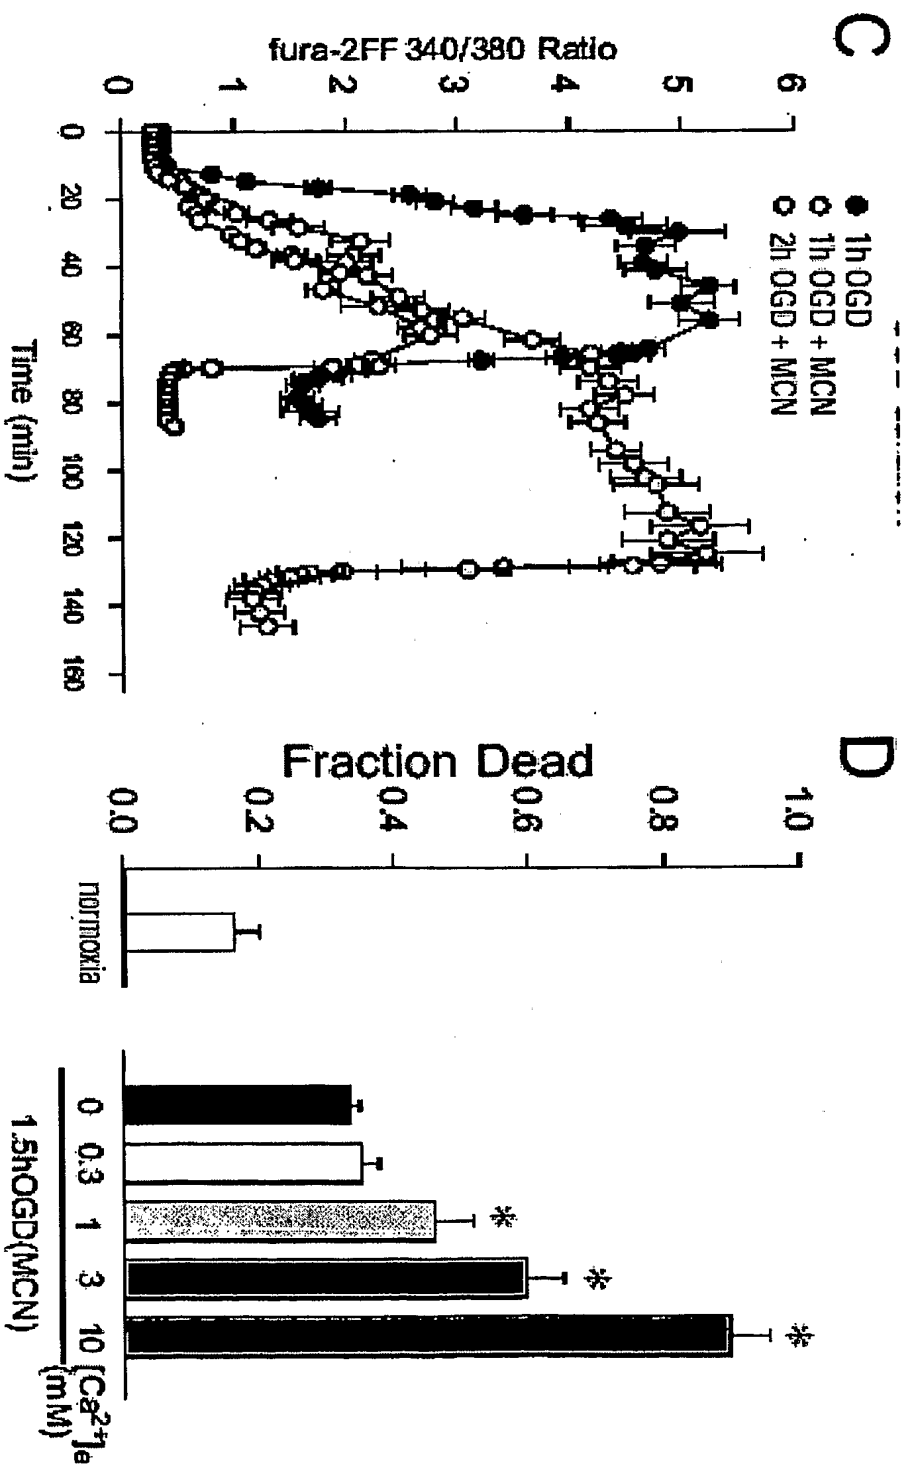 C
fura-2FF 340/380 Ratio
6
5
4
3
2
1
0
1h OGD
1h OGD + MCN
2h OGD + MCN
0 20 40 60 80 100 120 140 160
Time (min)
D
Fraction Dead
1.0
0.8
0.6
0.4
0.2
0.0
*
*
*
normoxia
0 0.3 1 3 10 [Ca²⁺]e
(mM)
1.5hOGD(MCN)